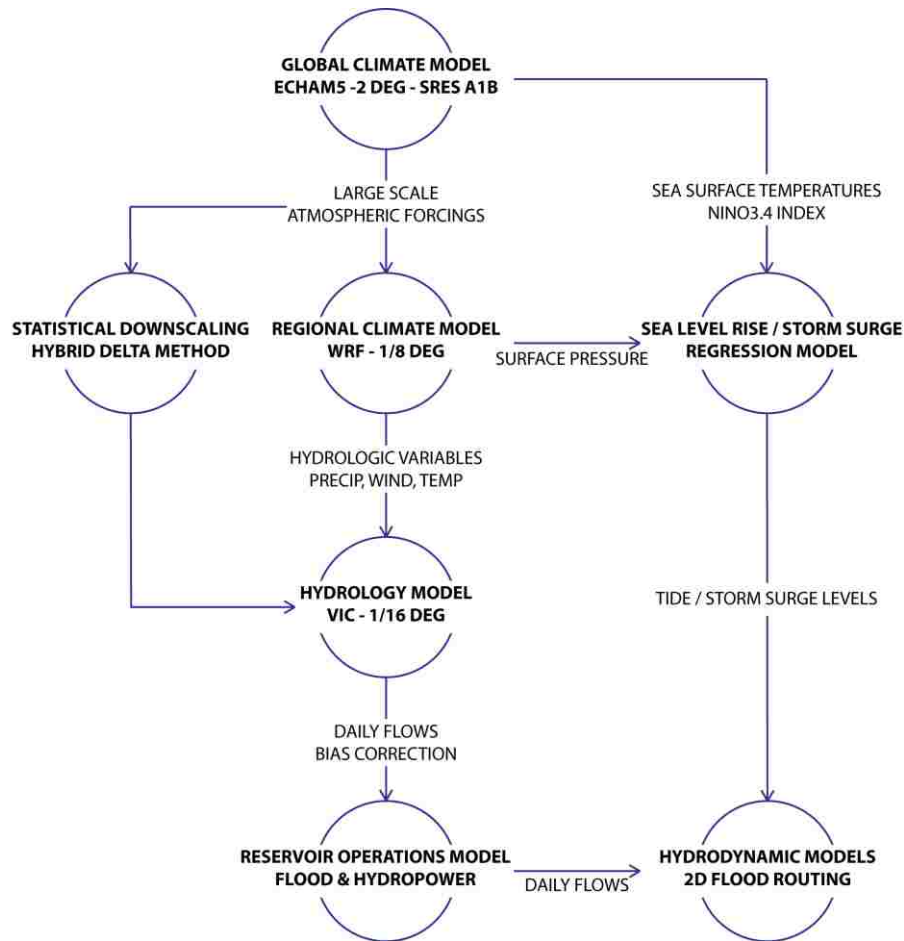 GLOBAL CLIMATE MODEL
ECHAM5 -2 DEG - SRES A1B
LARGE SCALE
ATMOSPHERIC FORCINGS
SEA SURFACE TEMPERATURES
NINO3.4 INDEX
STATISTICAL DOWNSCALING
HYBRID DELTA METHOD
REGIONAL CLIMATE MODEL
WRF - 1/8 DEG
SURFACE PRESSURE
SEA LEVEL RISE / STORM SURGE
REGRESSION MODEL
HYDROLOGIC VARIABLES
PRECIP, WIND, TEMP
HYDROLOGY MODEL
VIC - 1/16 DEG
TIDE / STORM SURGE LEVELS
DAILY FLOWS
BIAS CORRECTION
RESERVOIR OPERATIONS MODEL
FLOOD & HYDROPOWER
DAILY FLOWS
HYDRODYNAMIC MODELS
2D FLOOD ROUTING